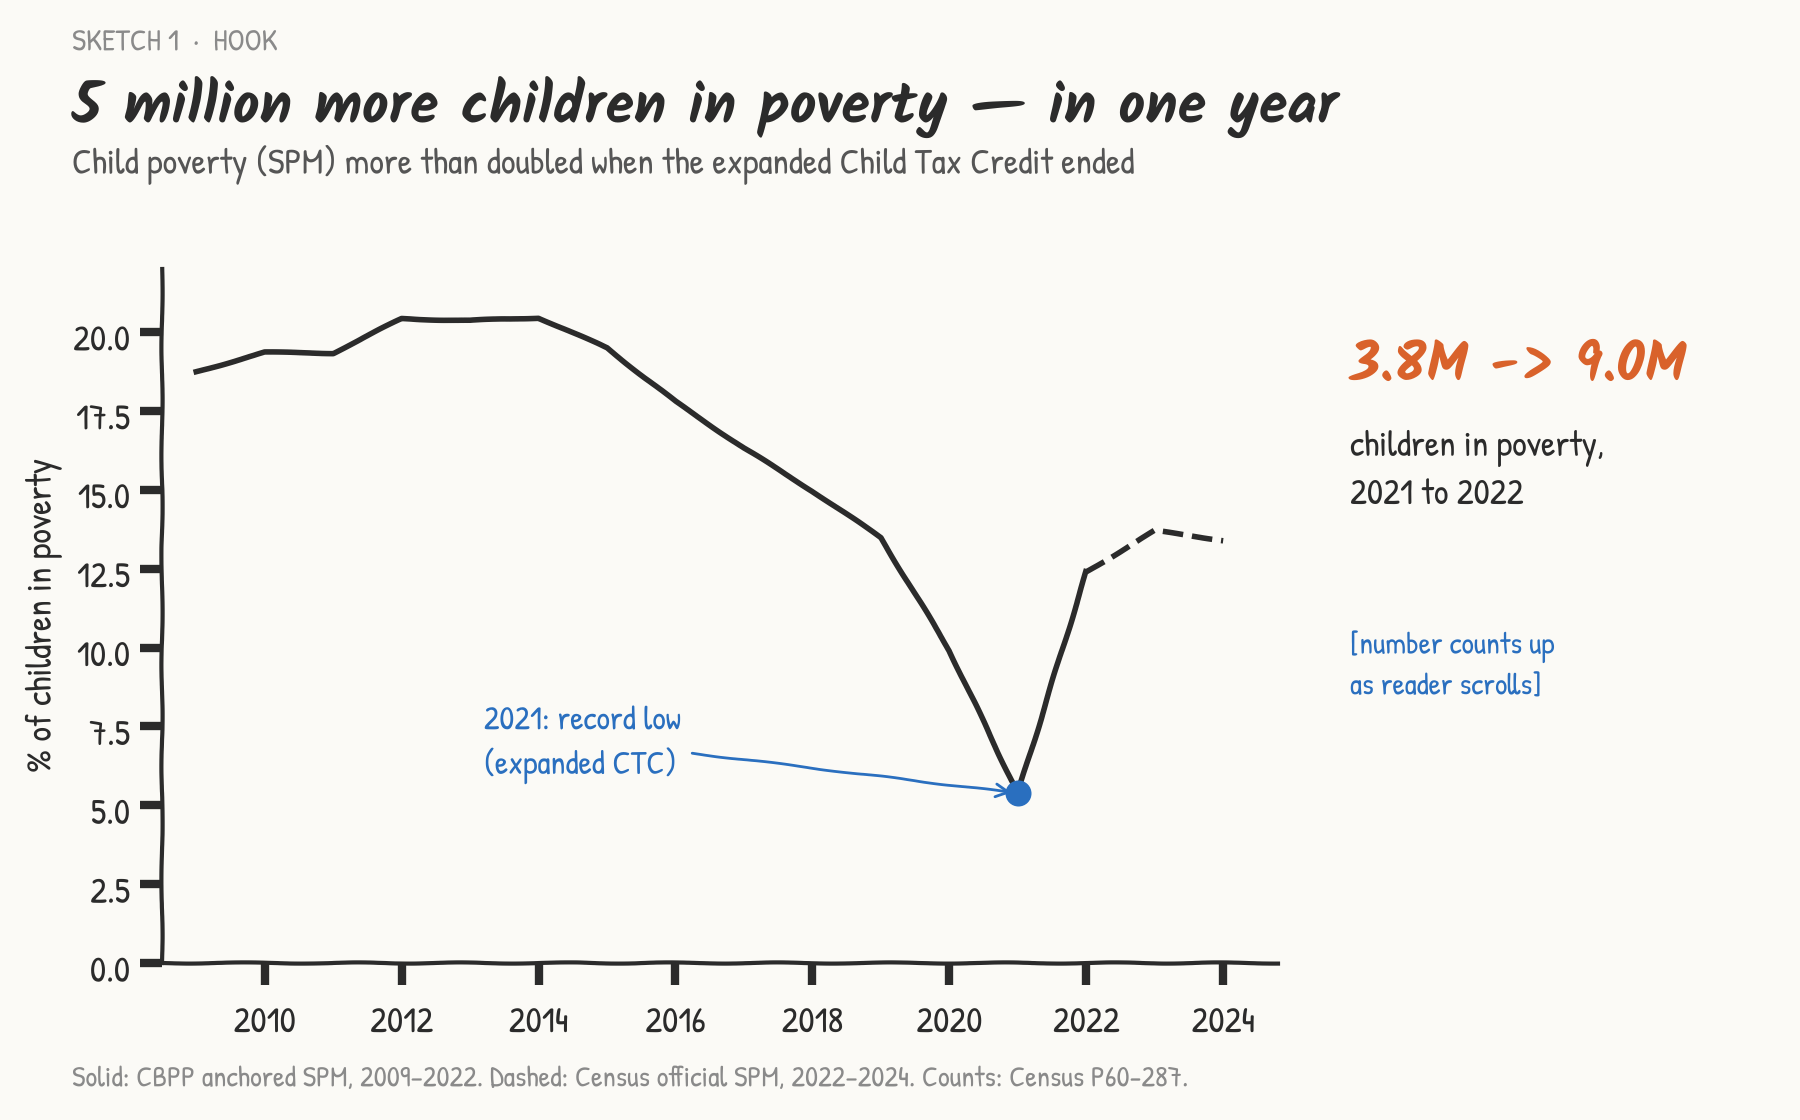 SKETCH 1 · HOOK
5 million more children in poverty — in one year
Child poverty (SPM) more than doubled when the expanded Child Tax Credit ended
% of children in poverty
20.0
17.5
15.0
12.5
10.0
7.5
5.0
2.5
0.0
2010
2012
2014
2016
2018
2020
2022
2024
2021: record low
(expanded CTC)
3.8M -> 9.0M
children in poverty,
2021 to 2022
[number counts up
as reader scrolls]
Solid: CBPP anchored SPM, 2009-2022. Dashed: Census official SPM, 2022-2024. Counts: Census P60-287.